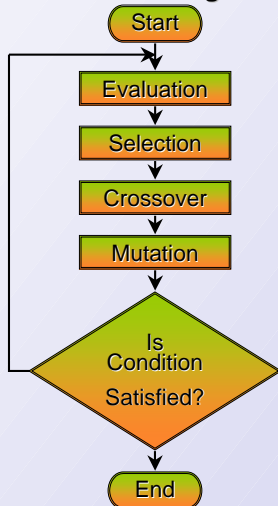 Start
Evaluation
Selection
Crossover
Mutation
Is
Condition
Satisfied?
End